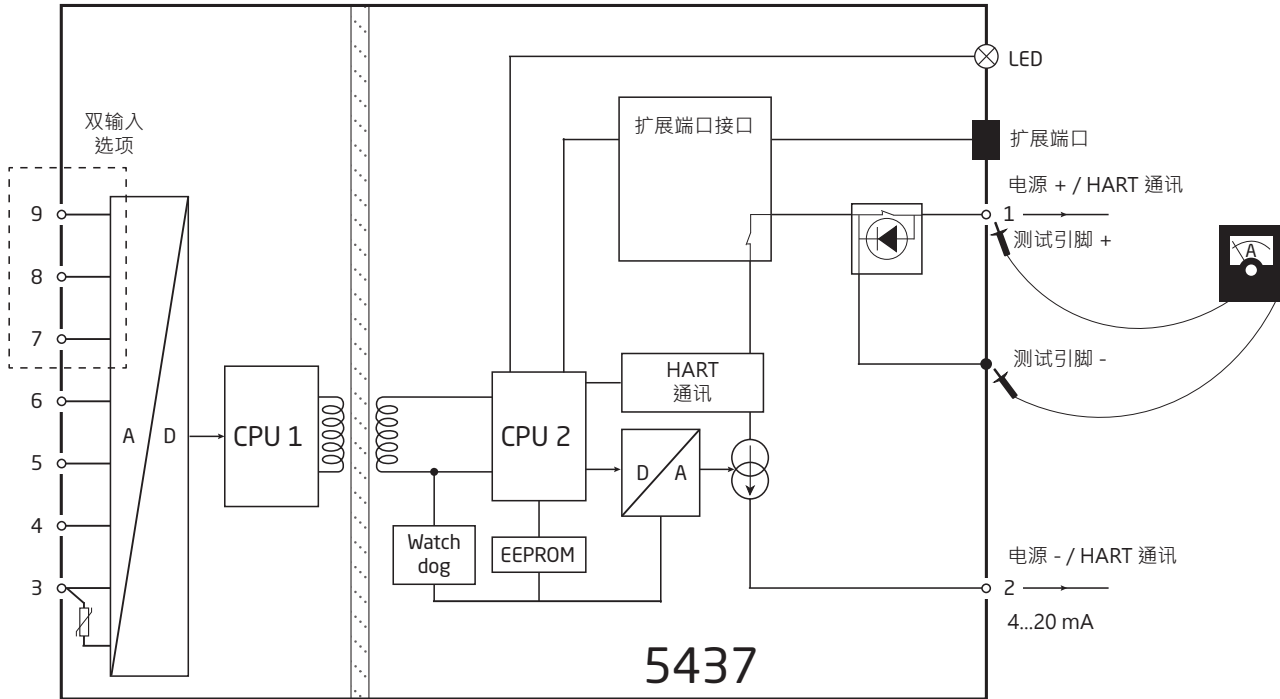 LED
双输入
选项
扩展端口接口
扩展端口
电源 + / HART 通讯
9
1
测试引脚 +
A
8
7
HART
通讯
测试引脚 -
6
A D
CPU 1
CPU 2
5
D A
4
Watch
dog
EEPROM
电源 - / HART 通讯
3
2
4...20 mA
5437